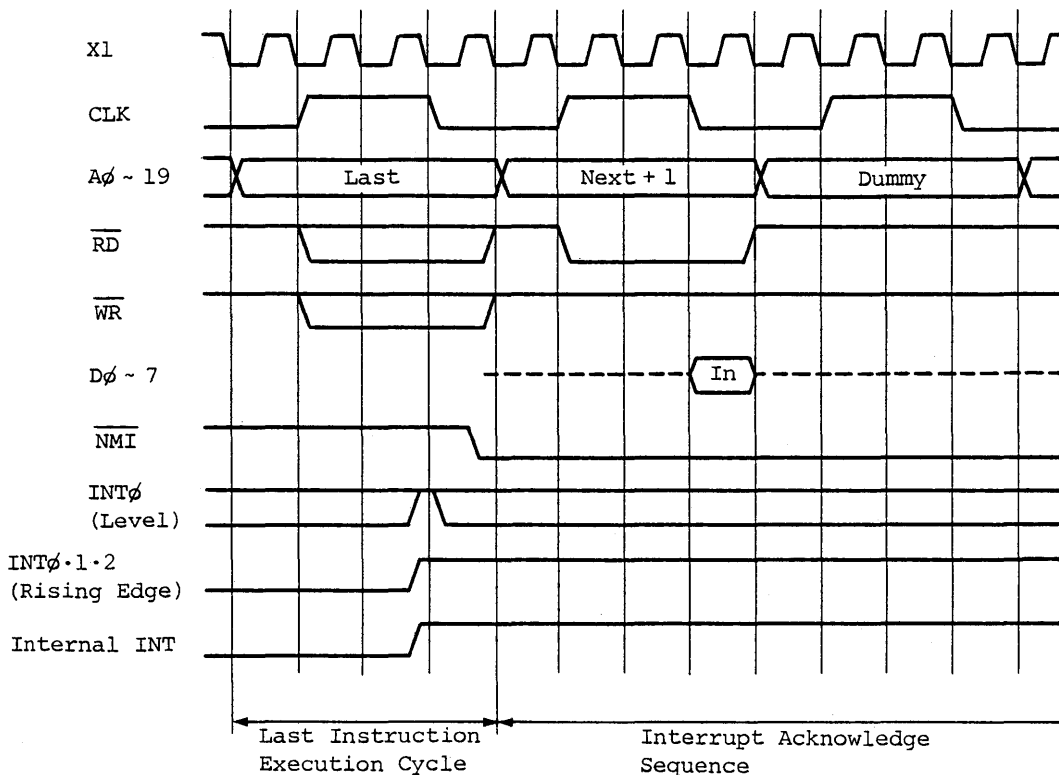 X1
CLK
Aø ~ 19
Last
Next + 1
Dummy
RD
WR
Dø ~ 7
In
NMI
INTø
(Level)
INTø·1·2
(Rising Edge)
Internal INT
Last Instruction
Execution Cycle
Interrupt Acknowledge
Sequence